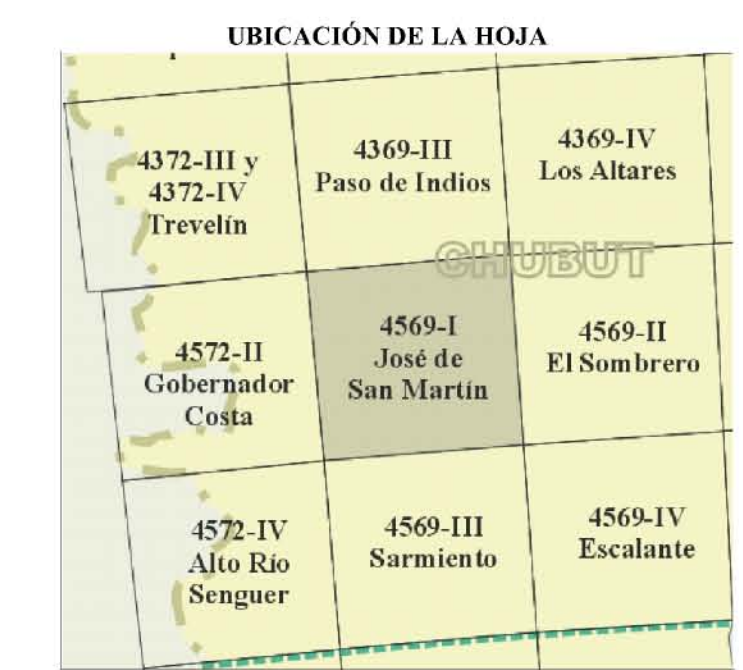 UBICACIÓN DE LA HOJA
4372-III y
4372-IV
Trevelín
4369-III
Paso de Indios
4369-IV
Los Altares
CHUBUT
4572-II
Gobernador
Costa
4569-I
José de
San Martín
4569-II
El Sombrero
4572-IV
Alto Río
Senguer
4569-III
Sarmiento
4569-IV
Escalante